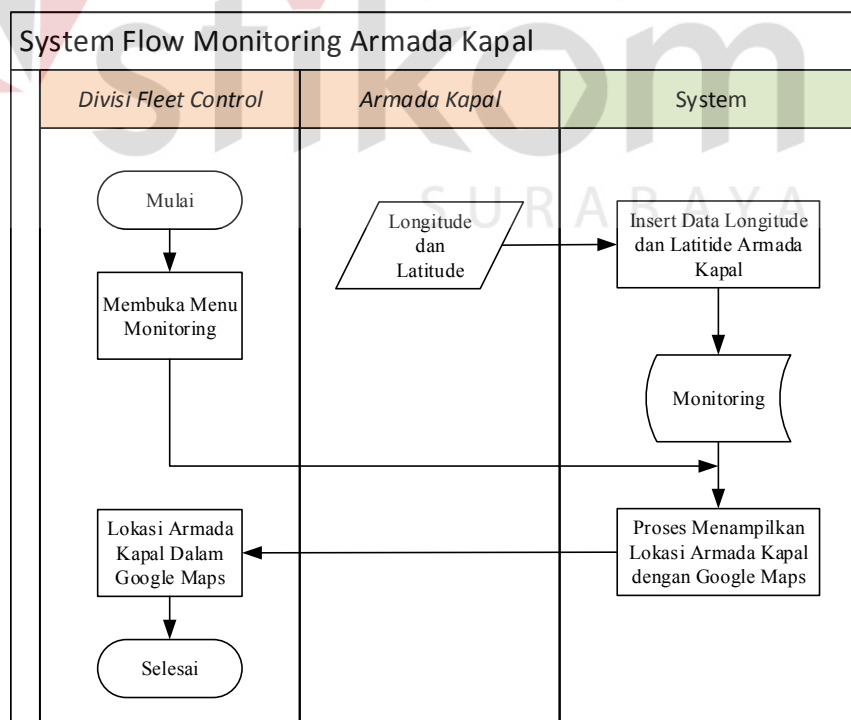 stikom
SURABAYA
System Flow Monitoring Armada Kapal
Divisi Fleet Control
Armada Kapal
System
Mulai
Membuka Menu
Monitoring
Longitude
dan
Latitude
Insert Data Longitude
dan Latitide Armada
Kapal
Monitoring
Proses Menampilkan
Lokasi Armada Kapal
dengan Google Maps
Lokasi Armada
Kapal Dalam
Google Maps
Selesai